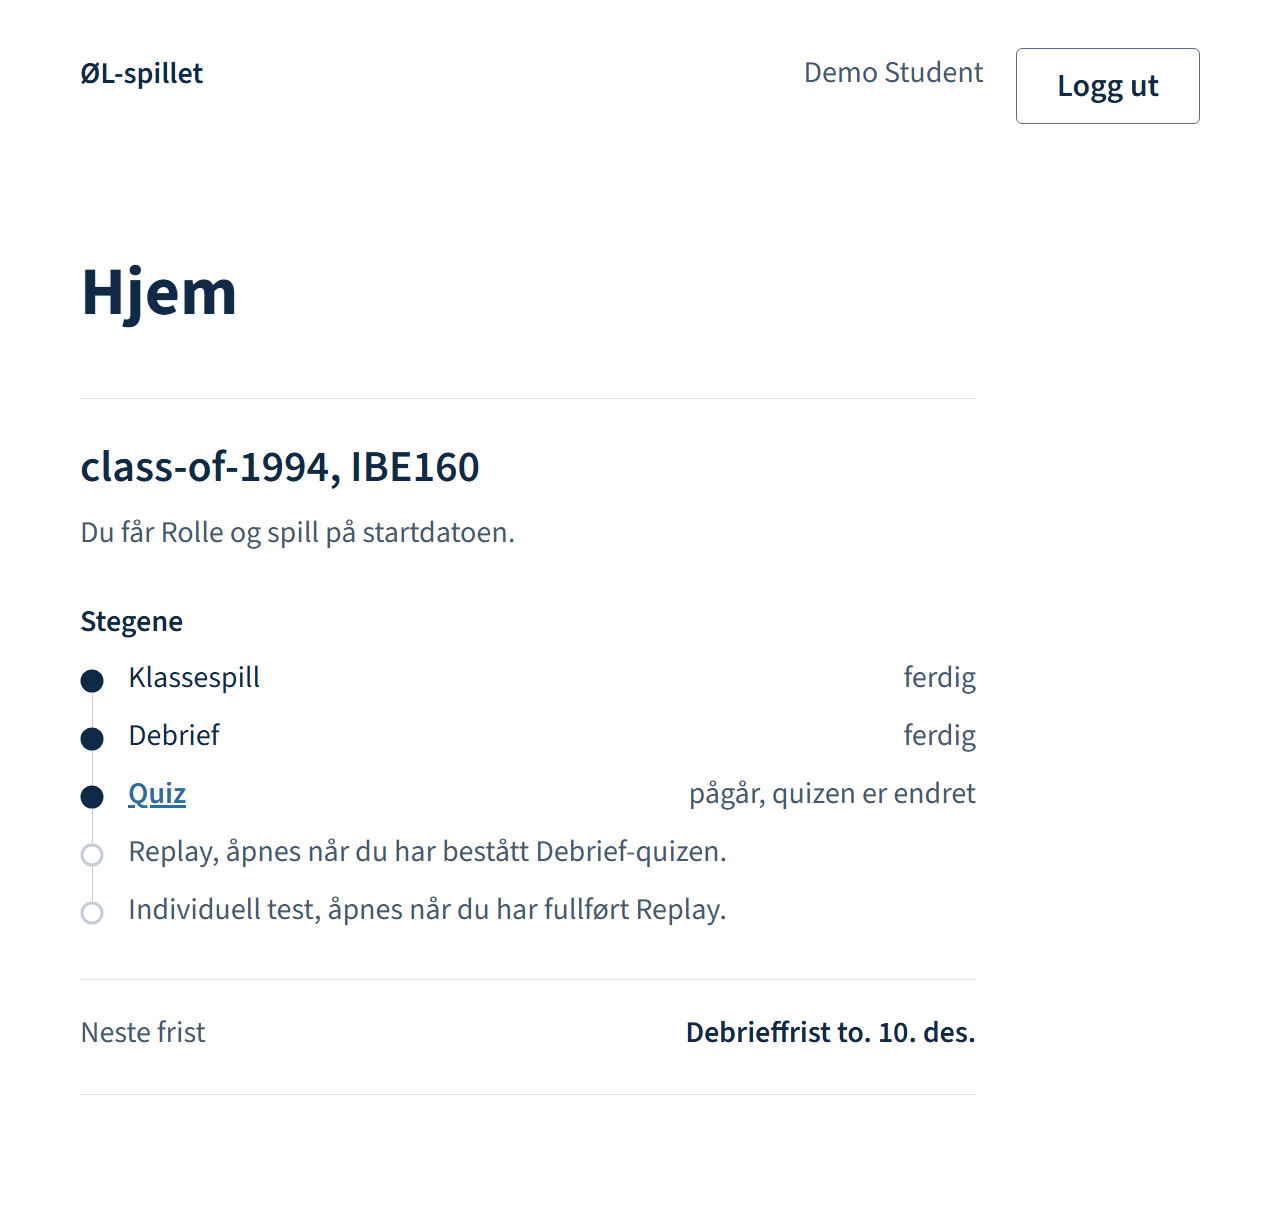 ØL-spillet
Demo Student
Logg ut
Hjem
class-of-1994, IBE160
Du får Rolle og spill på startdatoen.
Stegene
Klassespill ferdig
Debrief ferdig
Quiz pågår, quizen er endret
Replay, åpnes når du har bestått Debrief-quizen.
Individuell test, åpnes når du har fullført Replay.
Neste frist Debrieffrist to. 10. des.